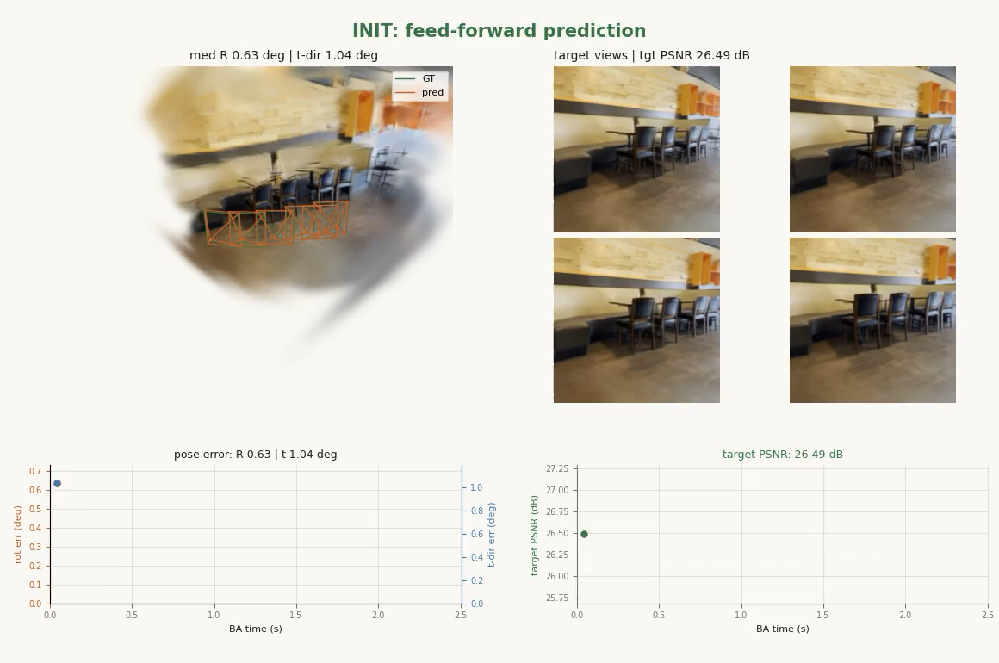 INIT: feed-forward prediction
med R 0.63 deg | t-dir 1.04 deg
GT
pred
target views | tgt PSNR 26.49 dB
pose error: R 0.63 | t 1.04 deg
rot err (deg)
0.7
0.6
0.5
0.4
0.3
0.2
0.1
0.0
1.0
0.8
0.6
0.4
0.2
0.0
t-dir err (deg)
0.0 0.5 1.0 1.5 2.0 2.5
BA time (s)
target PSNR: 26.49 dB
target PSNR (dB)
27.25
27.00
26.75
26.50
26.25
26.00
25.75
0.0 0.5 1.0 1.5 2.0 2.5
BA time (s)